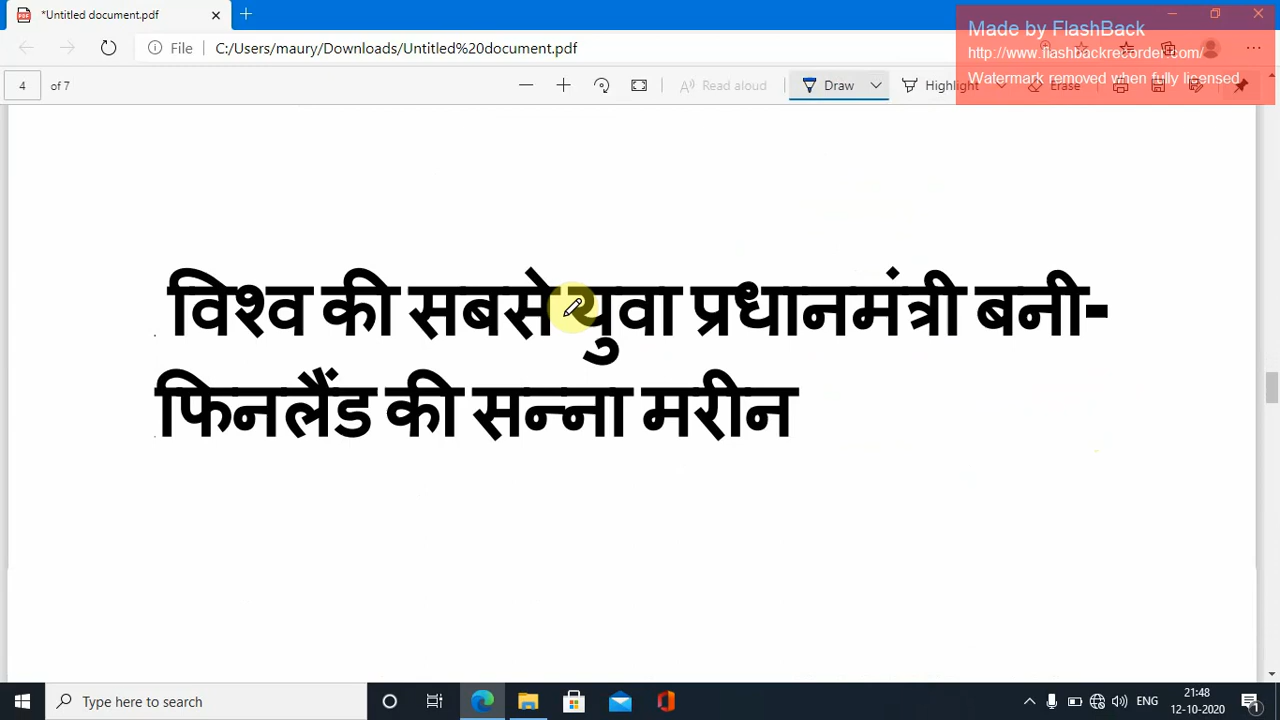 *Untitled document.pdf
Made by FlashBack
http://www.flashbackrecorder.com/
Watermark removed when fully licensed.
File C:/Users/maury/Downloads/Untitled%20document.pdf
4 of 7 Read aloud Draw Highlight Erase
विश्व की सबसे युवा प्रधानमंत्री बनी-
फिनलैंड की सन्ना मरीन
Type here to search
ENG 21:48
12-10-2020